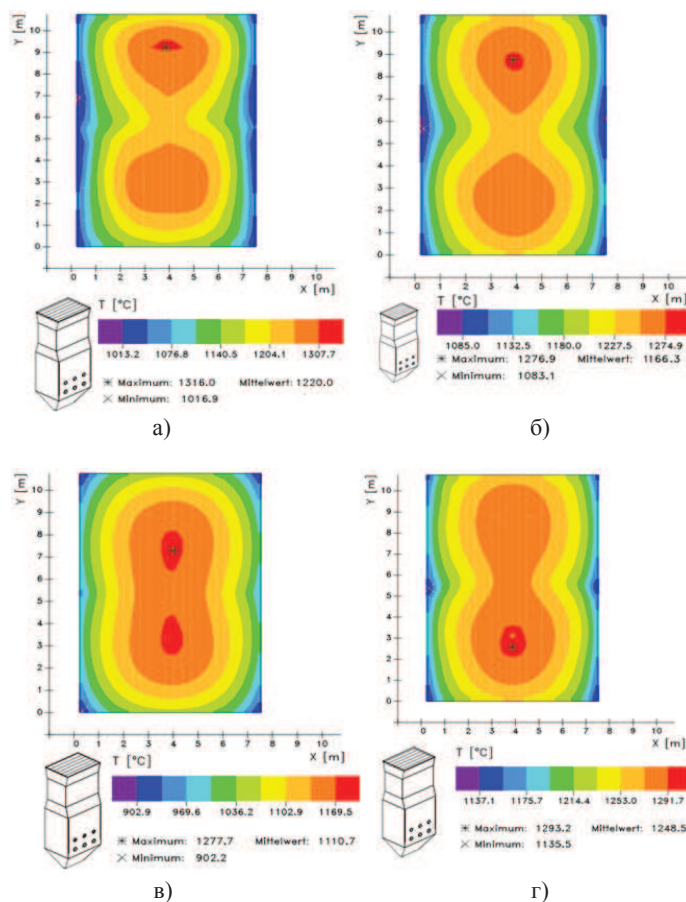 Y [m]
10
9
8
7
6
5
4
3
2
1
0
0 1 2 3 4 5 6 7 8 9 10
X [m]
T [°C]
1013.2 1076.8 1140.5 1204.1 1307.7
Maximum: 1316.0 Mittelwert: 1220.0
Minimum: 1016.9
а)
Y [m]
10
9
8
7
6
5
4
3
2
1
0
0 1 2 3 4 5 6 7 8 9 10
X [m]
T [°C]
1085.0 1132.5 1180.0 1227.5 1274.9
Maximum: 1276.9 Mittelwert: 1166.3
Minimum: 1083.1
б)
Y [m]
10
9
8
7
6
5
4
3
2
1
0
0 1 2 3 4 5 6 7 8 9 10
X [m]
T [°C]
902.9 969.6 1036.2 1102.9 1169.5
Maximum: 1277.7 Mittelwert: 1110.7
Minimum: 902.2
в)
Y [m]
10
9
8
7
6
5
4
3
2
1
0
0 1 2 3 4 5 6 7 8 9 10
X [m]
T [°C]
1137.1 1175.7 1214.4 1253.0 1291.7
Maximum: 1293.2 Mittelwert: 1248.5
Minimum: 1135.5
г)